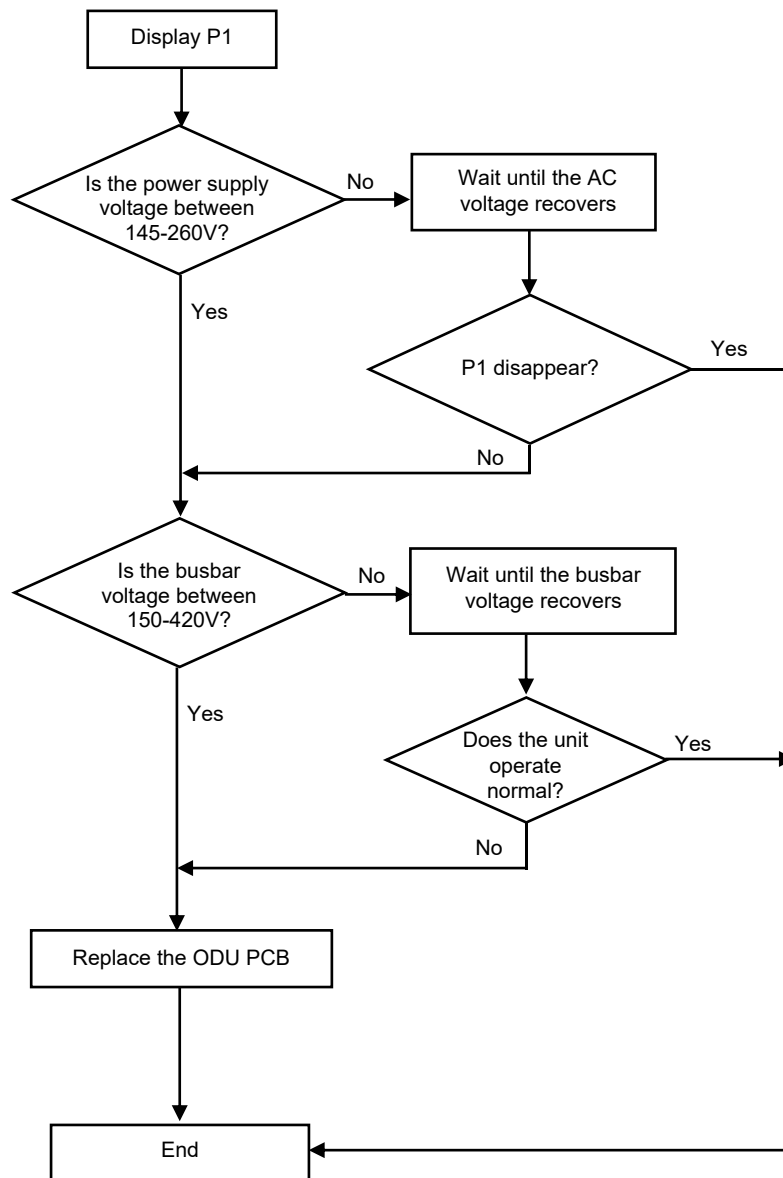 Display P1
Is the power supply
voltage between
145-260V?
No
Wait until the AC
voltage recovers
Yes
P1 disappear?
Yes
No
Is the busbar
voltage between
150-420V?
No
Wait until the busbar
voltage recovers
Yes
Does the unit
operate
normal?
Yes
No
Replace the ODU PCB
End